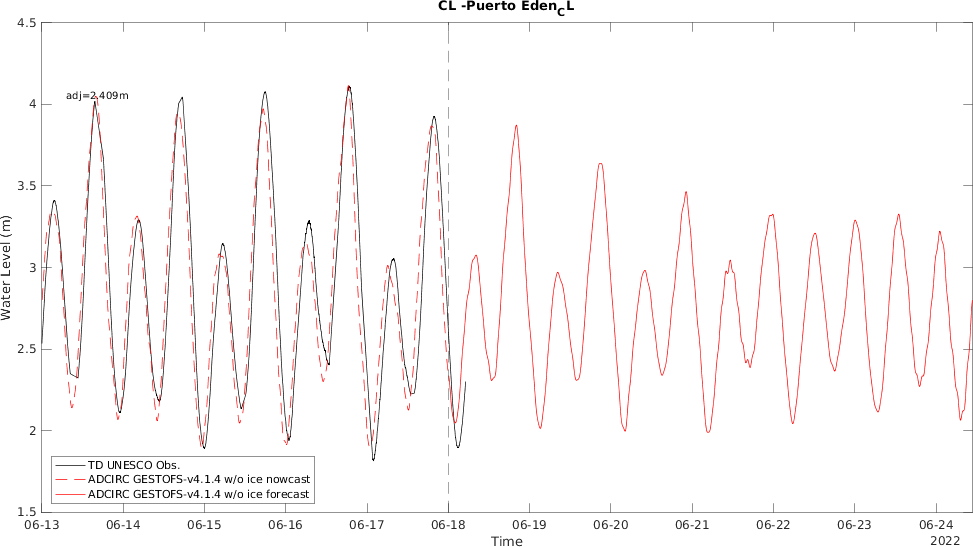 CL -Puerto Eden_CL
4.5
adj=2.409m
4
3.5
3
Water Level (m)
2.5
2
TD UNESCO Obs.
ADCIRC GESTOFS-v4.1.4 w/o ice nowcast
ADCIRC GESTOFS-v4.1.4 w/o ice forecast
1.5
06-13 06-14 06-15 06-16 06-17 06-18 06-19 06-20 06-21 06-22 06-23 06-24
Time 2022